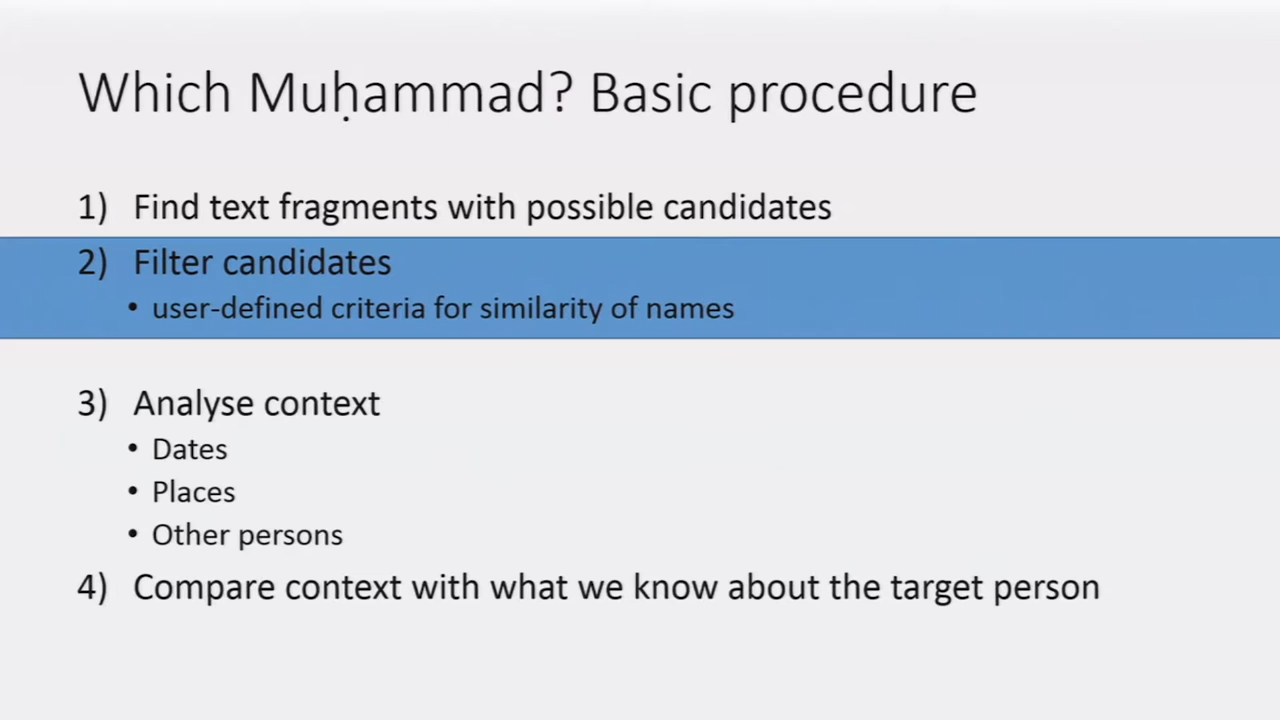 Which Muḥammad? Basic procedure
1) Find text fragments with possible candidates
2) Filter candidates
• user-defined criteria for similarity of names
3) Analyse context
• Dates
• Places
• Other persons
4) Compare context with what we know about the target person